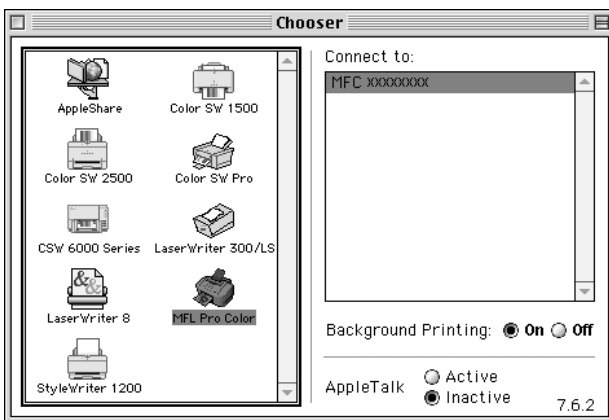 Chooser
AppleShare
Color SW 1500
Color SW 2500
Color SW Pro
CSW 6000 Series
LaserWriter 300/LS
LaserWriter 8
MFL Pro Color
StyleWriter 1200
Connect to:
MFC XXXXXXXX
Background Printing: On Off
AppleTalk
Active
Inactive
7.6.2